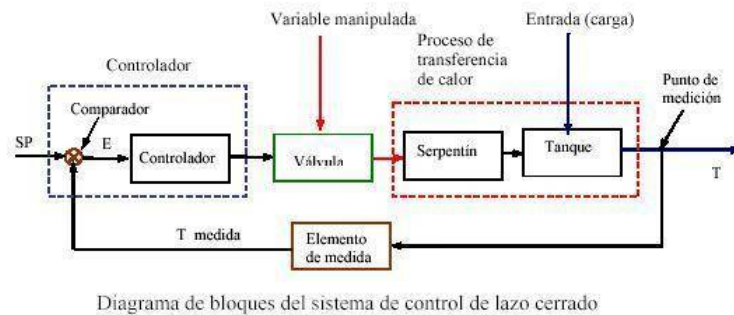 Variable manipulada
Entrada (carga)
Proceso de
transferencia
de calor
Controlador
Punto de
medición
Comparador
SP
E
Controlador
Válvula
Serpentín
Tanque
T
T medida
Elemento
de medida
Diagrama de bloques del sistema de control de lazo cerrado